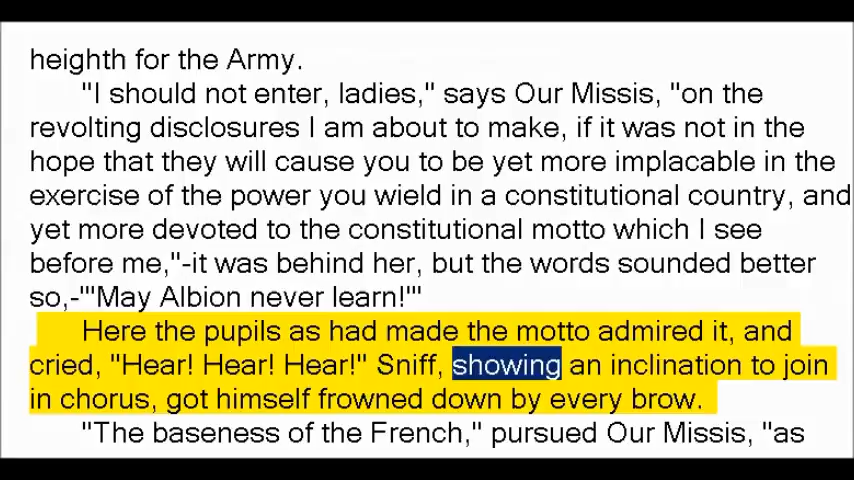 heighth for the Army.
"I should not enter, ladies," says Our Missis, "on the
revolting disclosures I am about to make, if it was not in the
hope that they will cause you to be yet more implacable in the
exercise of the power you wield in a constitutional country, and
yet more devoted to the constitutional motto which I see
before me,"-it was behind her, but the words sounded better
so,-"'May Albion never learn!'"
Here the pupils as had made the motto admired it, and
cried, "Hear! Hear! Hear!" Sniff, showing an inclination to join
in chorus, got himself frowned down by every brow.
"The baseness of the French," pursued Our Missis, "as